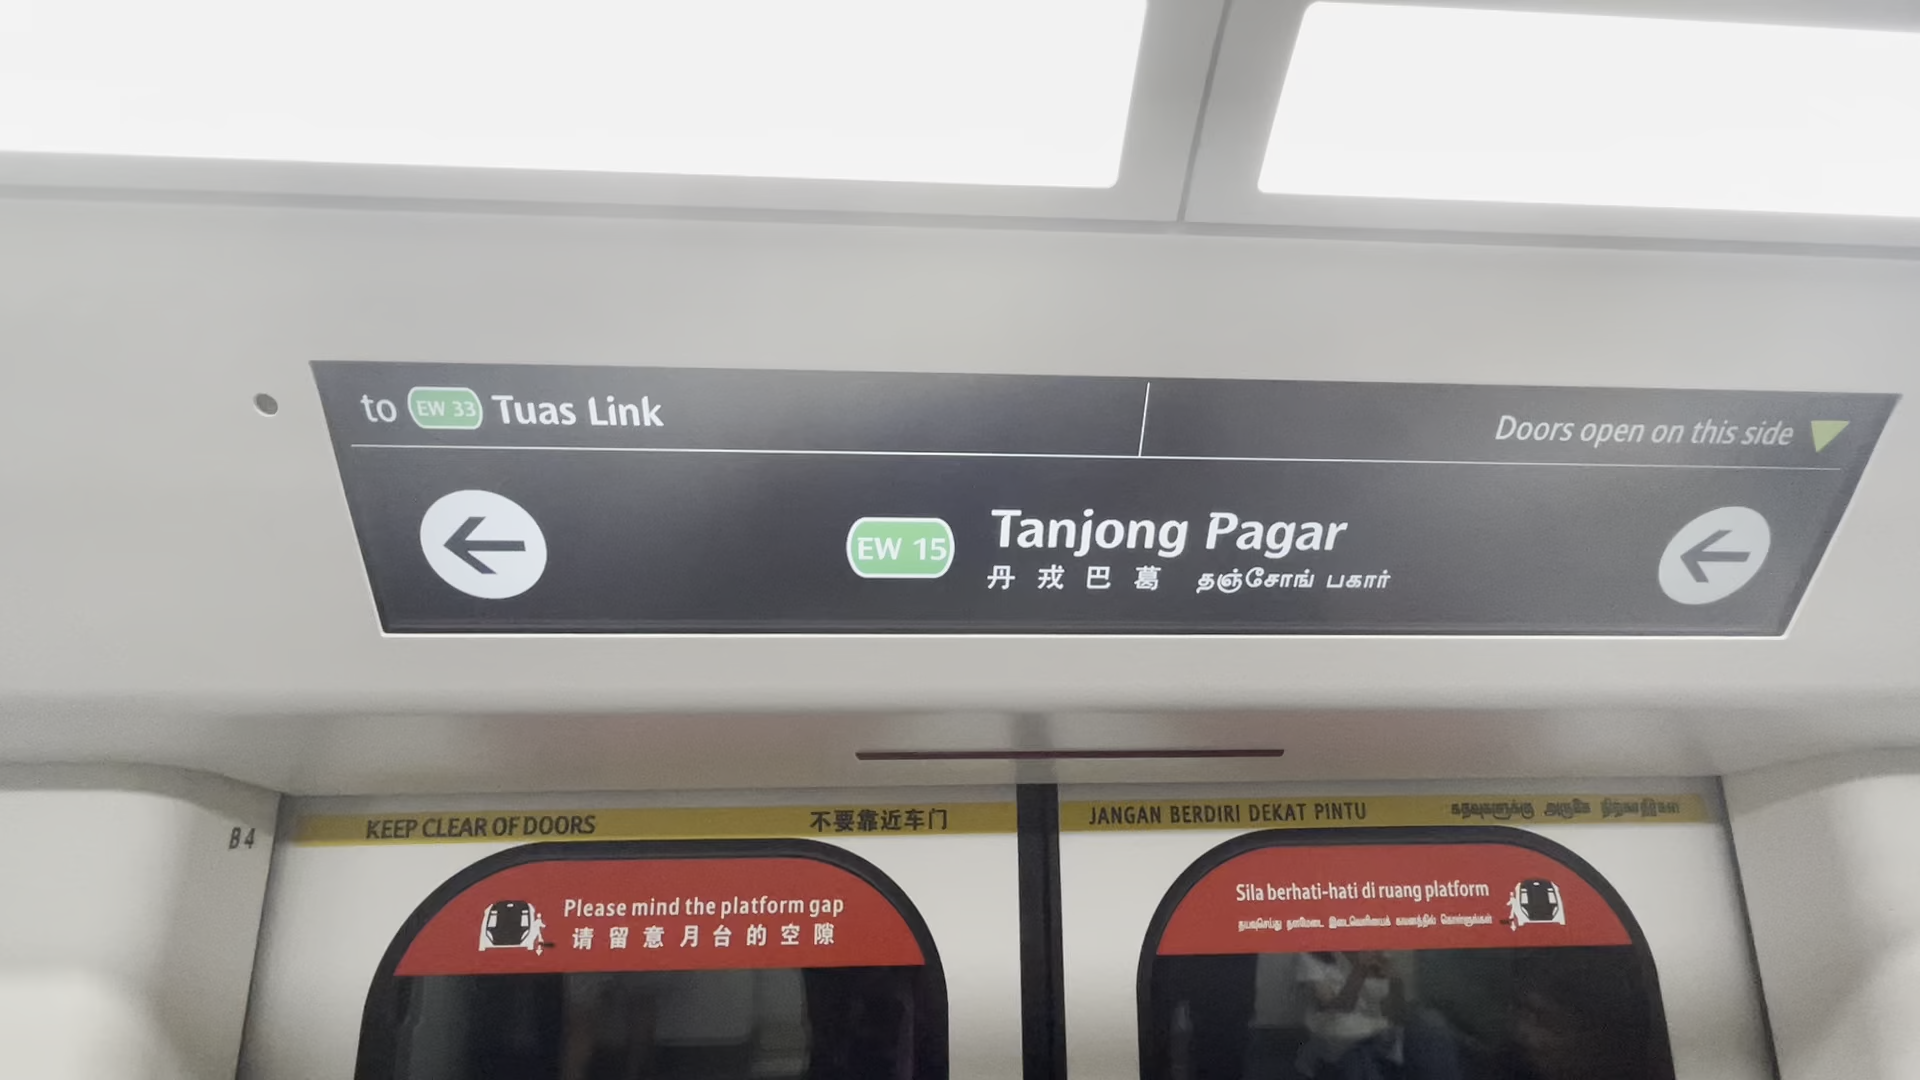 to EW 33 Tuas Link
Doors open on this side
EW 15 Tanjong Pagar
丹戎巴葛 தஞ்சோங் பகார்
B4
KEEP CLEAR OF DOORS 不要靠近车门 JANGAN BERDIRI DEKAT PINTU
Please mind the platform gap
请留意月台的空隙
Sila berhati-hati di ruang platform